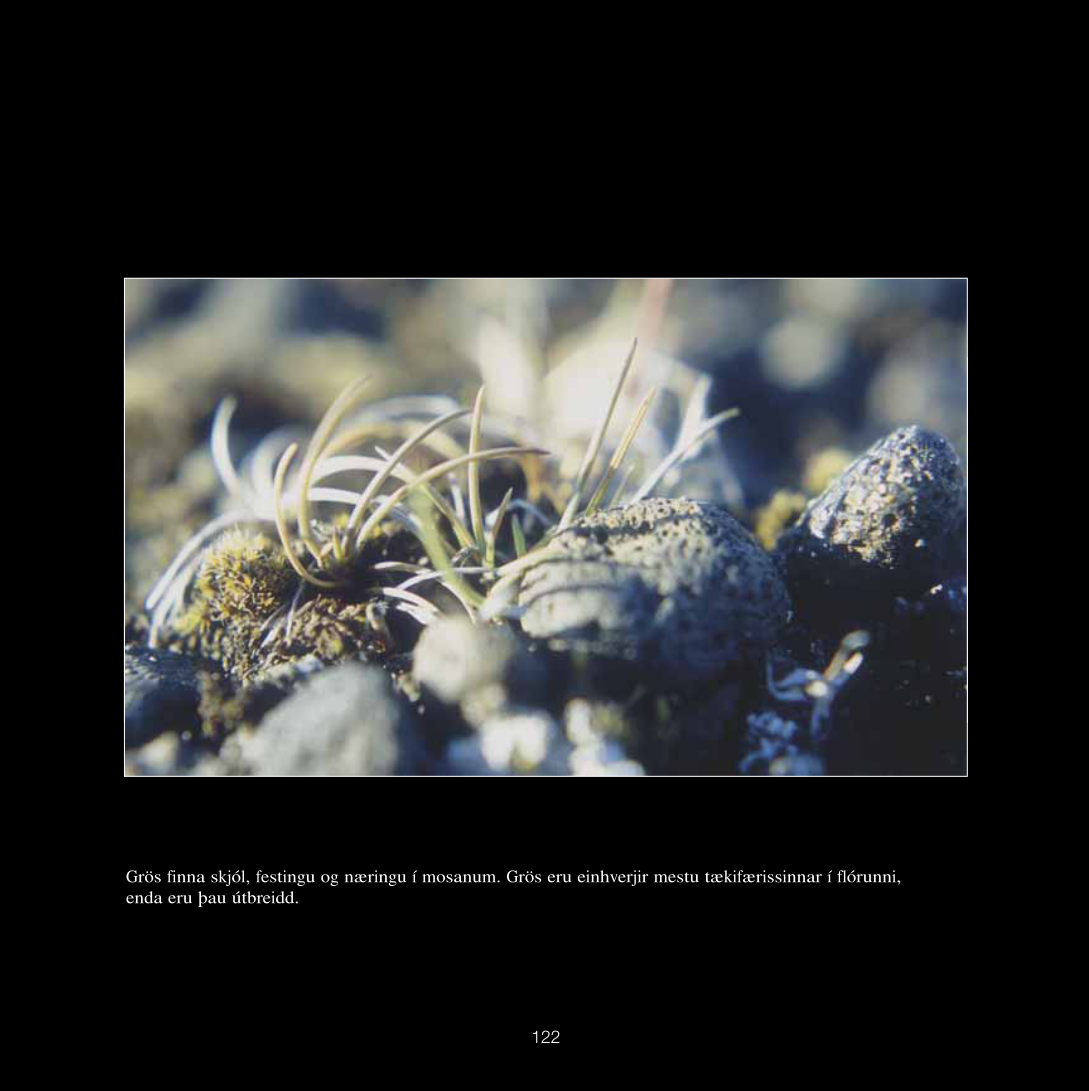 Grös finna skjól, festingu og næringu í mosanum. Grös eru einhverjir mestu tækifærissinnar í flórunni,
enda eru þau útbreidd.
122